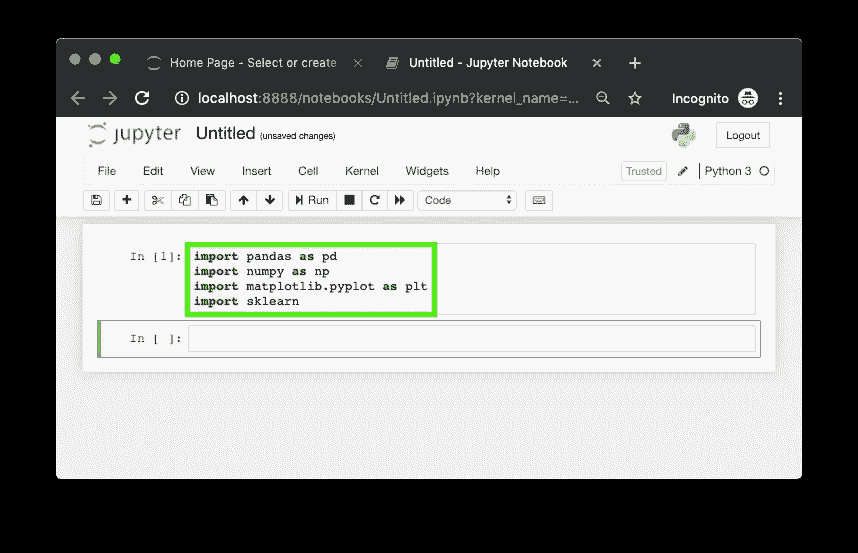 Home Page - Select or create
Untitled - Jupyter Notebook
localhost:8888/notebooks/Untitled.ipynb?kernel_name=...
Incognito
jupyter Untitled (unsaved changes)
Logout
File Edit View Insert Cell Kernel Widgets Help
Trusted
Python 3
Run
Code
In [1]:
import pandas as pd
import numpy as np
import matplotlib.pyplot as plt
import sklearn
In [ ]: